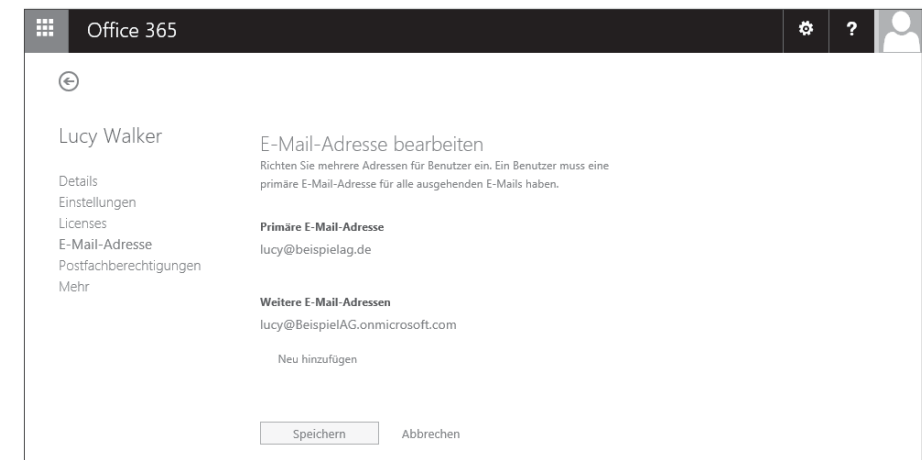 Office 365
?
Lucy Walker
Details
Einstellungen
Licenses
E-Mail-Adresse
Postfachberechtigungen
Mehr
E-Mail-Adresse bearbeiten
Richten Sie mehrere Adressen für Benutzer ein. Ein Benutzer muss eine
primäre E-Mail-Adresse für alle ausgehenden E-Mails haben.
Primäre E-Mail-Adresse
lucy@beispielag.de
Weitere E-Mail-Adressen
lucy@BeispielAG.onmicrosoft.com
Neu hinzufügen
Speichern Abbrechen